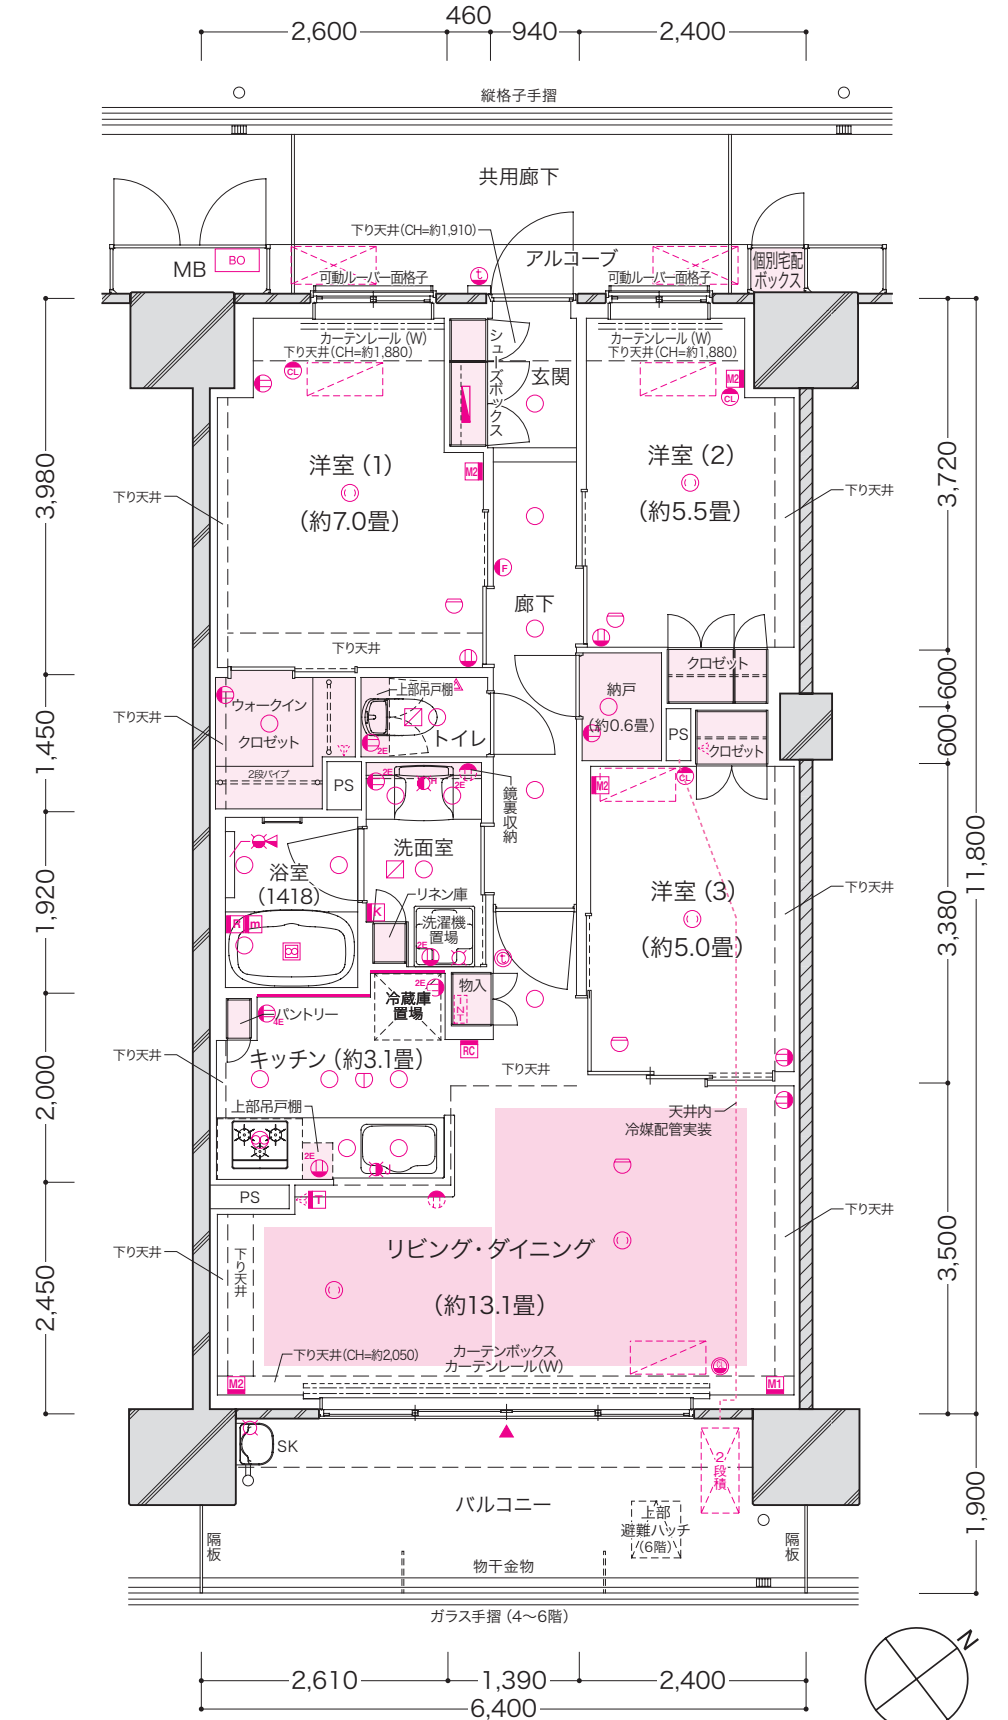 460
2,600
940
2,400
縦格子手摺
共用廊下
下り天井(CH=約1,910)
アルコーブ
MB
BO
個別宅配
ボックス
可動ルーバー面格子
可動ルーバー面格子
t
カーテンレール(W)
下り天井(CH=約1,880)
シューズボックス
玄関
カーテンレール(W)
下り天井(CH=約1,880)
CL
M2
CL
洋室(1)
(約7.0畳)
M2
洋室(2)
(約5.5畳)
下り天井
下り天井
3,980
3,720
F
廊下
下り天井
クロゼット
600
納戸
(約0.6畳)
上部吊戸棚
ウォークイン
クロゼット
トイレ
2E
下り天井
PS
クロゼット
600
1,450
2段パイプ
PS
2E
H
2E
鏡裏収納
CL
M2
洗面室
浴室
(1418)
リネン庫
K
洗濯機
置場
2E
R
m
t
洋室(3)
(約5.0畳)
下り天井
11,800
1,920
3,380
2E
冷蔵庫
置場
物入
INT
パントリー
4E
キッチン(約3.1畳)
RC
下り天井
下り天井
2,000
上部吊戸棚
2E
天井内
冷媒配管実装
PS
T
下り天井
下り天井
下り天井
リビング・ダイニング
(約13.1畳)
3,500
2,450
下り天井(CH=約2,050)
カーテンボックス
カーテンレール(W)
M2
M1
SK
2段積
バルコニー
上部
避難ハッチ
(6階)
1,900
隔板
隔板
物干金物
ガラス手摺(4〜6階)
N
2,610
1,390
2,400
6,400